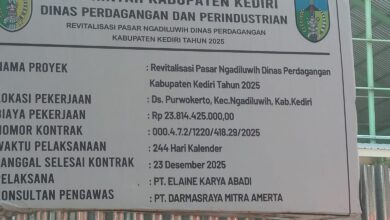 KABUPATEN KEDIRI
DINAS PERDAGANGAN DAN PERINDUSTRIAN
REVITALISASI PASAR NGADILUWIH DINAS PERDAGANGAN
KABUPATEN KEDIRI TAHUN 2025
NAMA PROYEK : Revitalisasi Pasar Ngadiluwih Dinas Perdagangan
Kabupaten Kediri Tahun 2025
LOKASI PEKERJAAN : Ds. Purwokerto, Kec.Ngadiluwih, Kab.Kediri
BIAYA PEKERJAAN : Rp 23.814.425.000,00
NOMOR KONTRAK : 000.4.7.2/1220/418.29/2025
WAKTU PELAKSANAAN : 244 Hari Kalender
TANGGAL SELESAI KONTRAK : 23 Desember 2025
PELAKSANA : PT. ELAINE KARYA ABADI
KONSULTAN PENGAWAS : PT. DARMASRAYA MITRA AMERTA